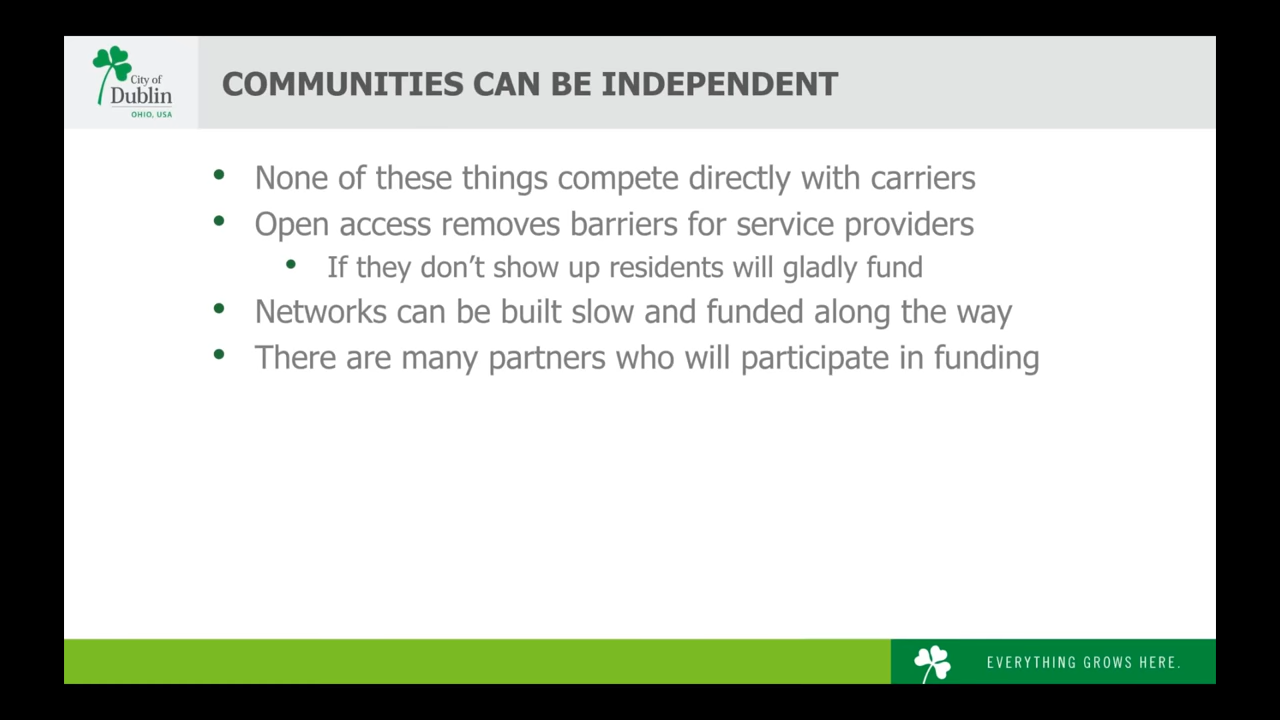 City of
Dublin
OHIO, USA
COMMUNITIES CAN BE INDEPENDENT
• None of these things compete directly with carriers
• Open access removes barriers for service providers
• If they don’t show up residents will gladly fund
• Networks can be built slow and funded along the way
• There are many partners who will participate in funding
EVERYTHING GROWS HERE.